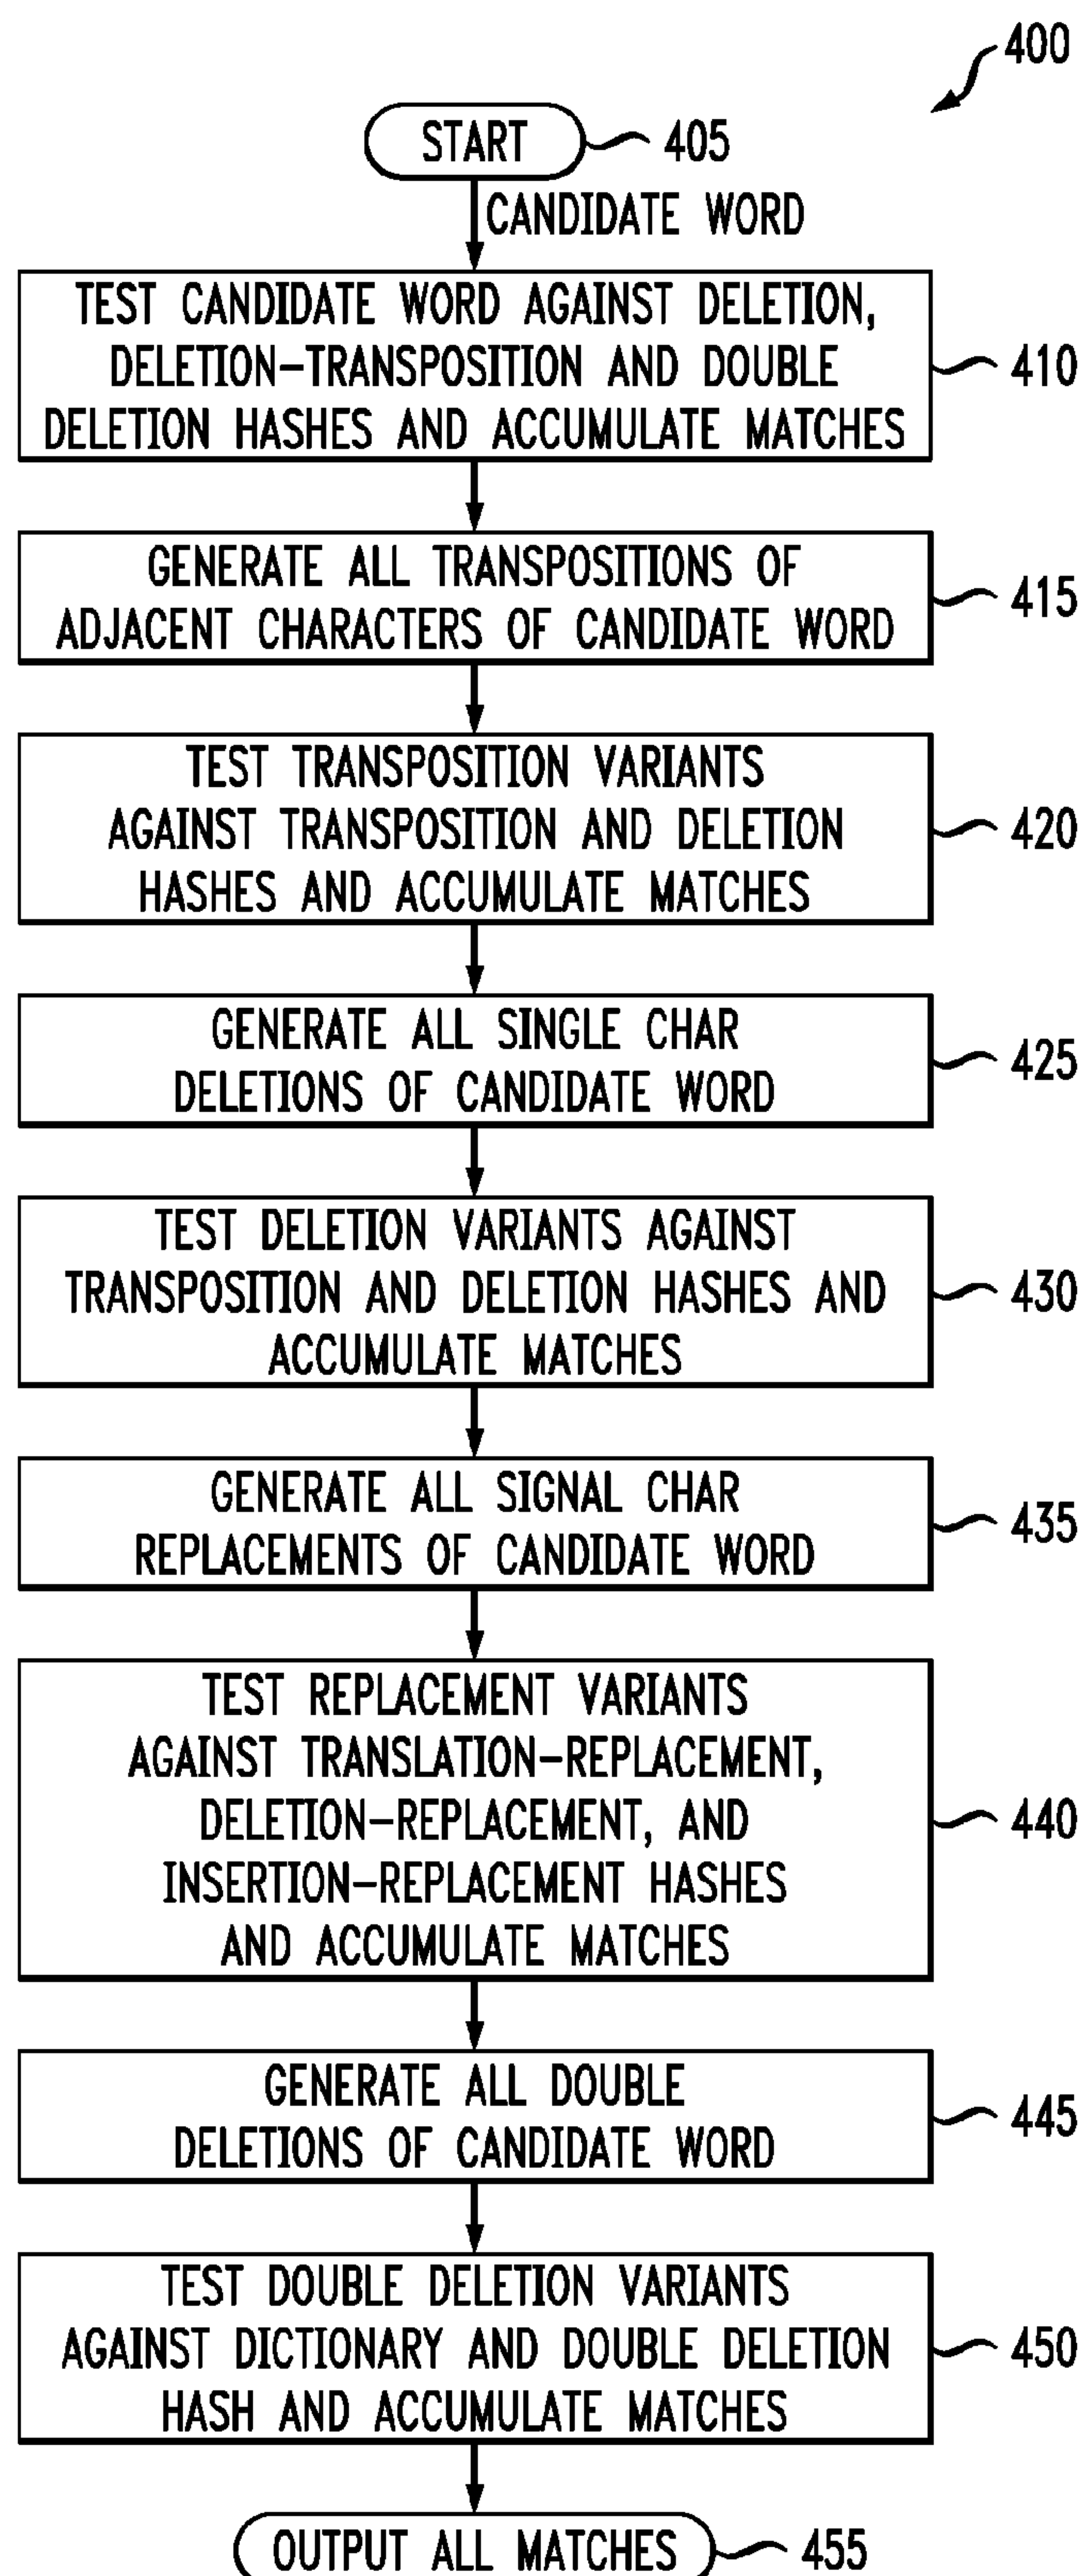 400
START
405
CANDIDATE WORD
TEST CANDIDATE WORD AGAINST DELETION,
DELETION-TRANSPOSITION AND DOUBLE
DELETION HASHES AND ACCUMULATE MATCHES
410
GENERATE ALL TRANSPOSITIONS OF
ADJACENT CHARACTERS OF CANDIDATE WORD
415
TEST TRANSPOSITION VARIANTS
AGAINST TRANSPOSITION AND DELETION
HASHES AND ACCUMULATE MATCHES
420
GENERATE ALL SINGLE CHAR
DELETIONS OF CANDIDATE WORD
425
TEST DELETION VARIANTS AGAINST
TRANSPOSITION AND DELETION HASHES AND
ACCUMULATE MATCHES
430
GENERATE ALL SIGNAL CHAR
REPLACEMENTS OF CANDIDATE WORD
435
TEST REPLACEMENT VARIANTS
AGAINST TRANSLATION-REPLACEMENT,
DELETION-REPLACEMENT, AND
INSERTION-REPLACEMENT HASHES
AND ACCUMULATE MATCHES
440
GENERATE ALL DOUBLE
DELETIONS OF CANDIDATE WORD
445
TEST DOUBLE DELETION VARIANTS
AGAINST DICTIONARY AND DOUBLE DELETION
HASH AND ACCUMULATE MATCHES
450
OUTPUT ALL MATCHES
455